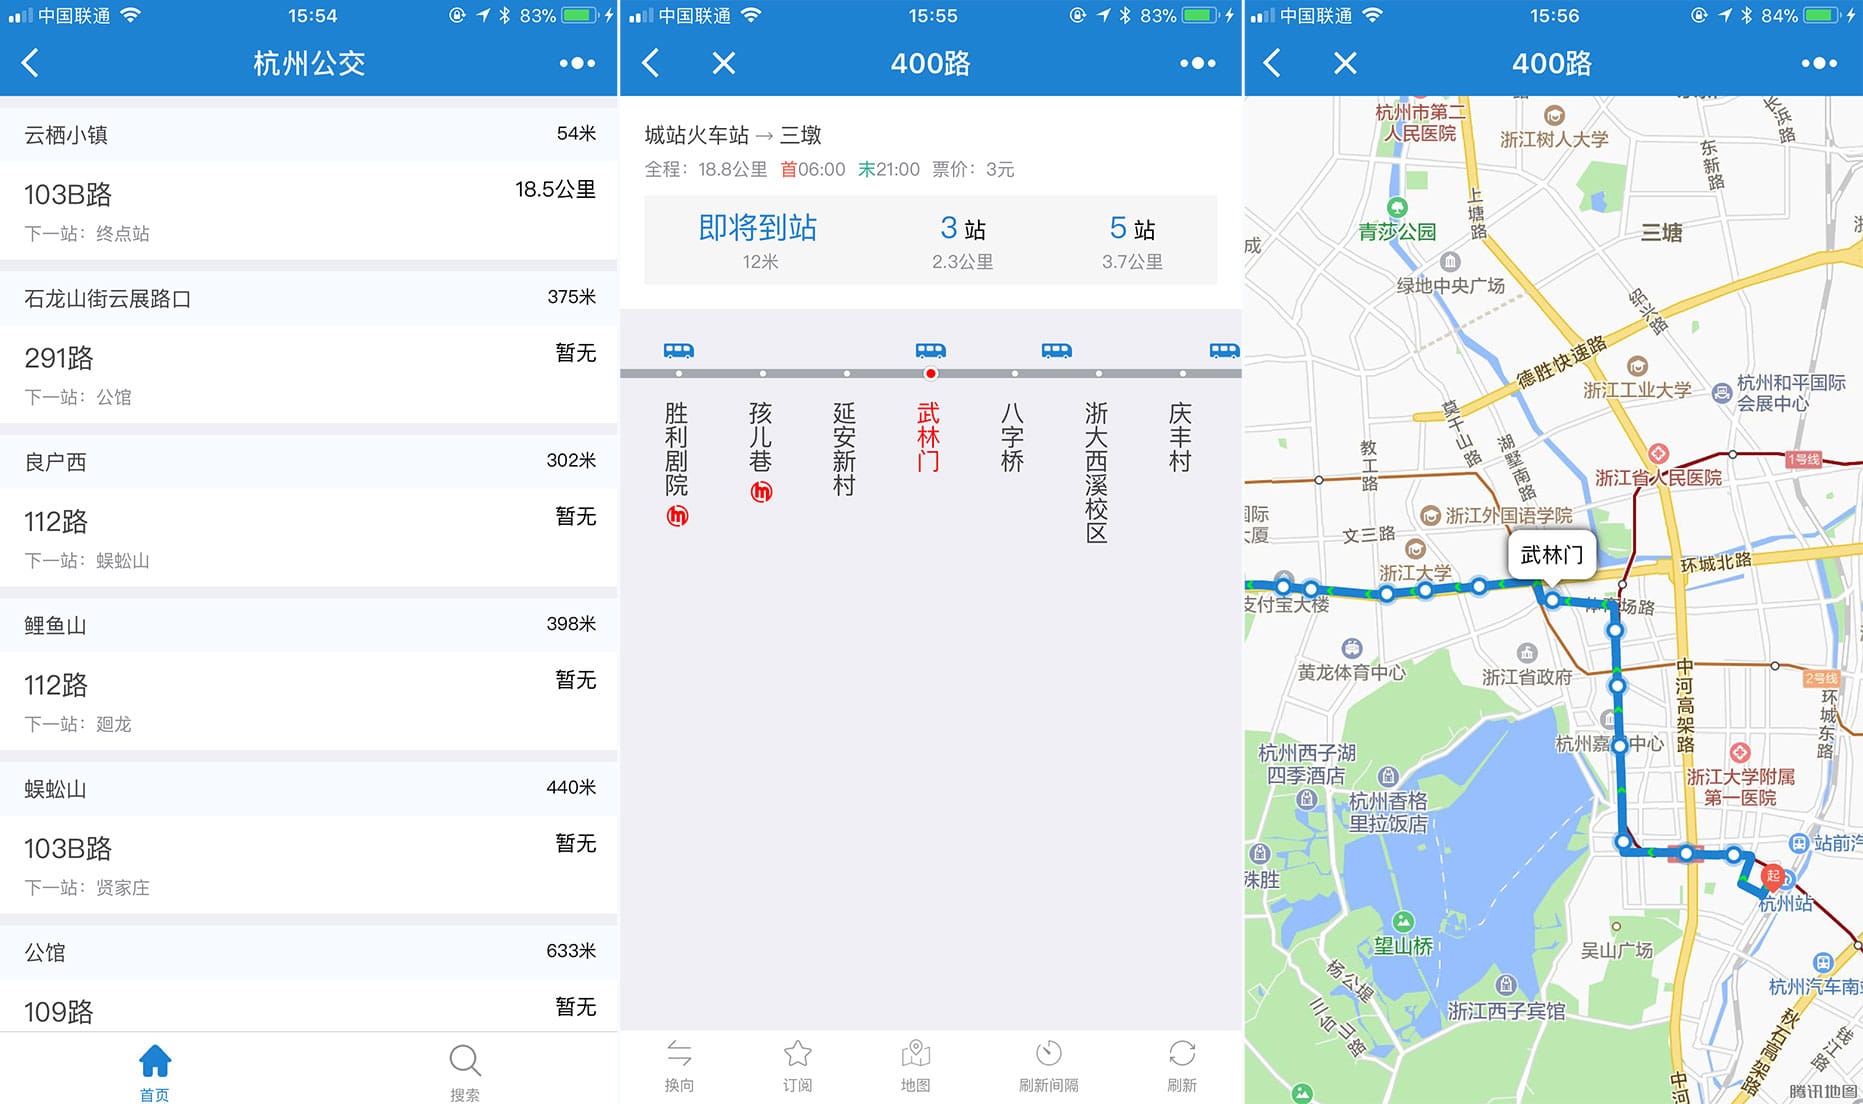 中国联通
15:54
83%
杭州公交
云栖小镇
54米
103B路
18.5公里
下一站：终点站
石龙山街云展路口
375米
291路
暂无
下一站：公馆
良户西
302米
112路
暂无
下一站：蜈蚣山
鲤鱼山
398米
112路
暂无
下一站：廻龙
蜈蚣山
440米
103B路
暂无
下一站：贤家庄
公馆
633米
109路
暂无
首页
搜索
中国联通
15:55
83%
400路
城站火车站→三墩
全程：18.8公里 首06:00 末21:00 票价：3元
即将到站
12米
3 站
2.3公里
5 站
3.7公里
胜利剧院
孩儿巷
延安新村
武林门
八字桥
浙大西溪校区
庆丰村
换向
订阅
地图
刷新间隔
刷新
中国联通
15:56
84%
400路
杭州市第二
人民医院
浙江树人大学
长浜路
东新路
上塘路
青莎公园
三塘
成
绿地中央广场
绍兴路
德胜快速路
浙江工业大学
杭州和平国际
会展中心
莫干山路
湖墅南路
教工路
浙江省人民医院
1号线
国际
大厦
浙江外国语学院
文三路
武林门
浙江大学
环城北路
支付宝大楼
体育场路
黄龙体育中心
浙江省政府
中河高架路
2号线
环城东路
杭州嘉里中心
杭州西子湖
四季酒店
杭州香格
里拉饭店
浙江大学附属
第一医院
站前汽
起
杭州站
殊胜
望山桥
吴山广场
杨公堤
三台山路
浙江西子宾馆
杭州汽车南站
秋石高架路
钱江路
中河
腾讯地图